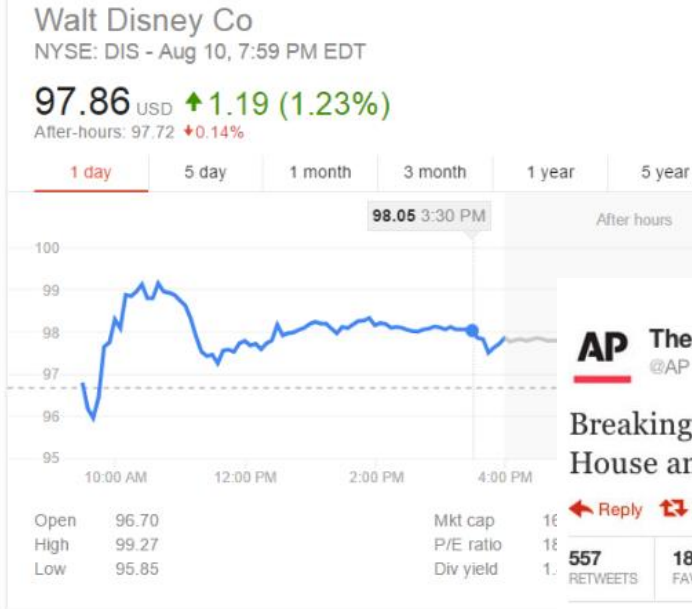 Walt Disney Co
NYSE: DIS - Aug 10, 7:59 PM EDT
97.86 USD 1.19 (1.23%)
After-hours: 97.72 0.14%
1 day 5 day 1 month 3 month 1 year 5 year
98.05 3:30 PM
After hours
100
99
98
97
96
95
10:00 AM 12:00 PM 2:00 PM 4:00 PM
Open 96.70
High 99.27
Low 95.85
Mkt cap 16
P/E ratio 18
Div yield 1.
AP The
@AP
Breaking
House
Reply
557 18
RETWEETS